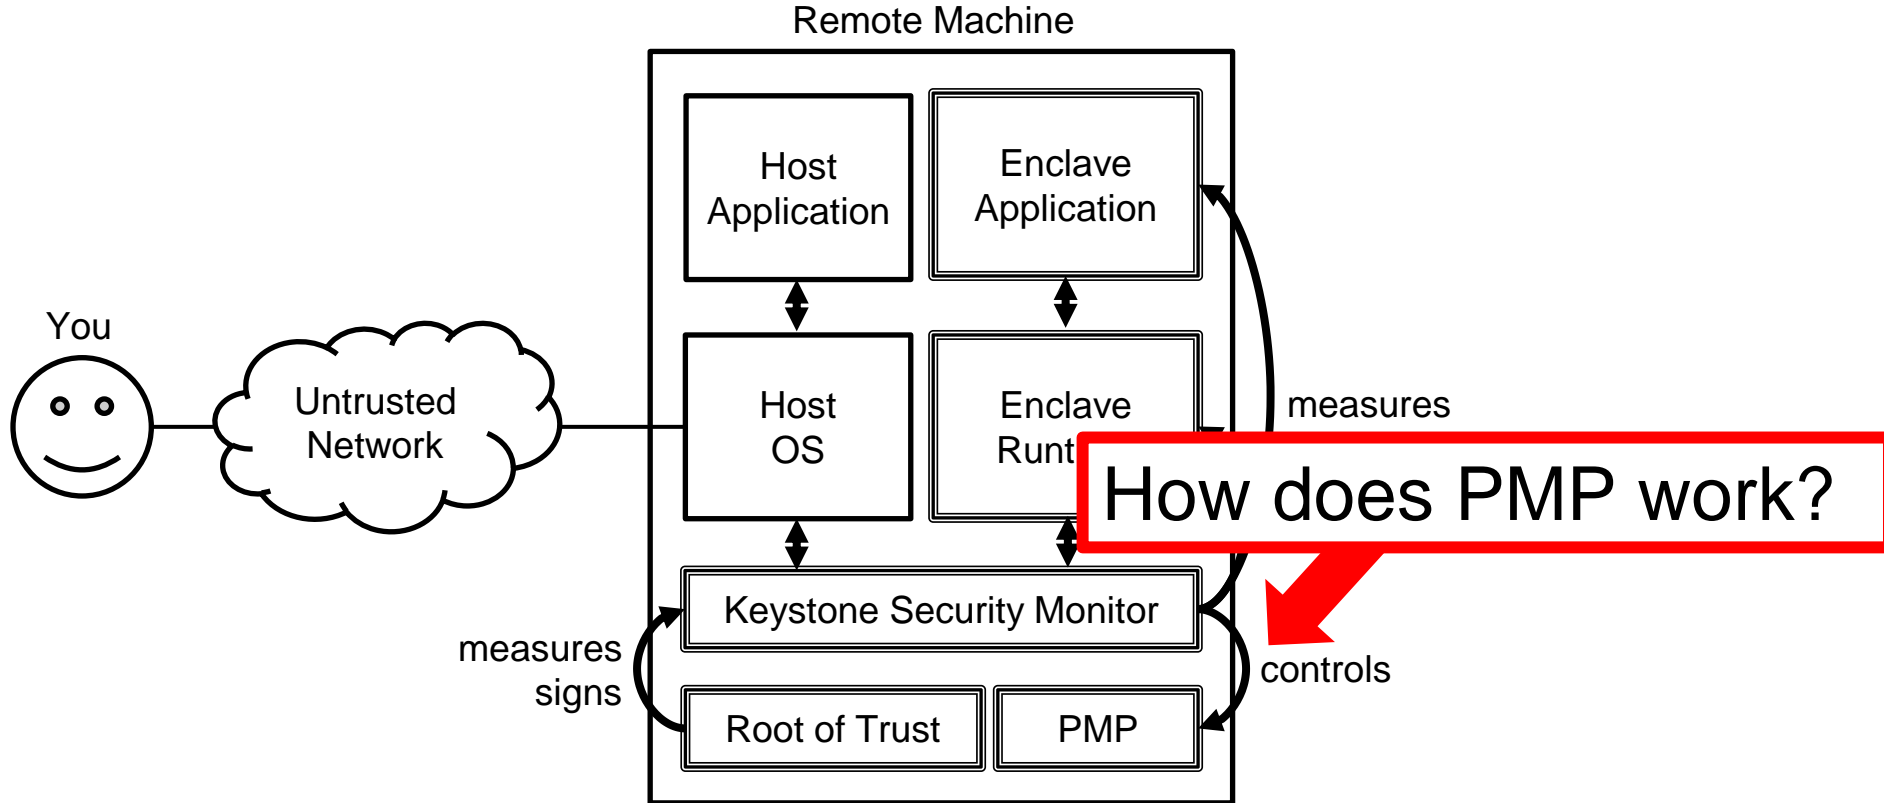 Remote Machine
Host
Application
Enclave
Application
You
Untrusted
Network
Host
OS
Enclave
Runt
measures
How does PMP work?
Keystone Security Monitor
measures
signs
controls
Root of Trust
PMP